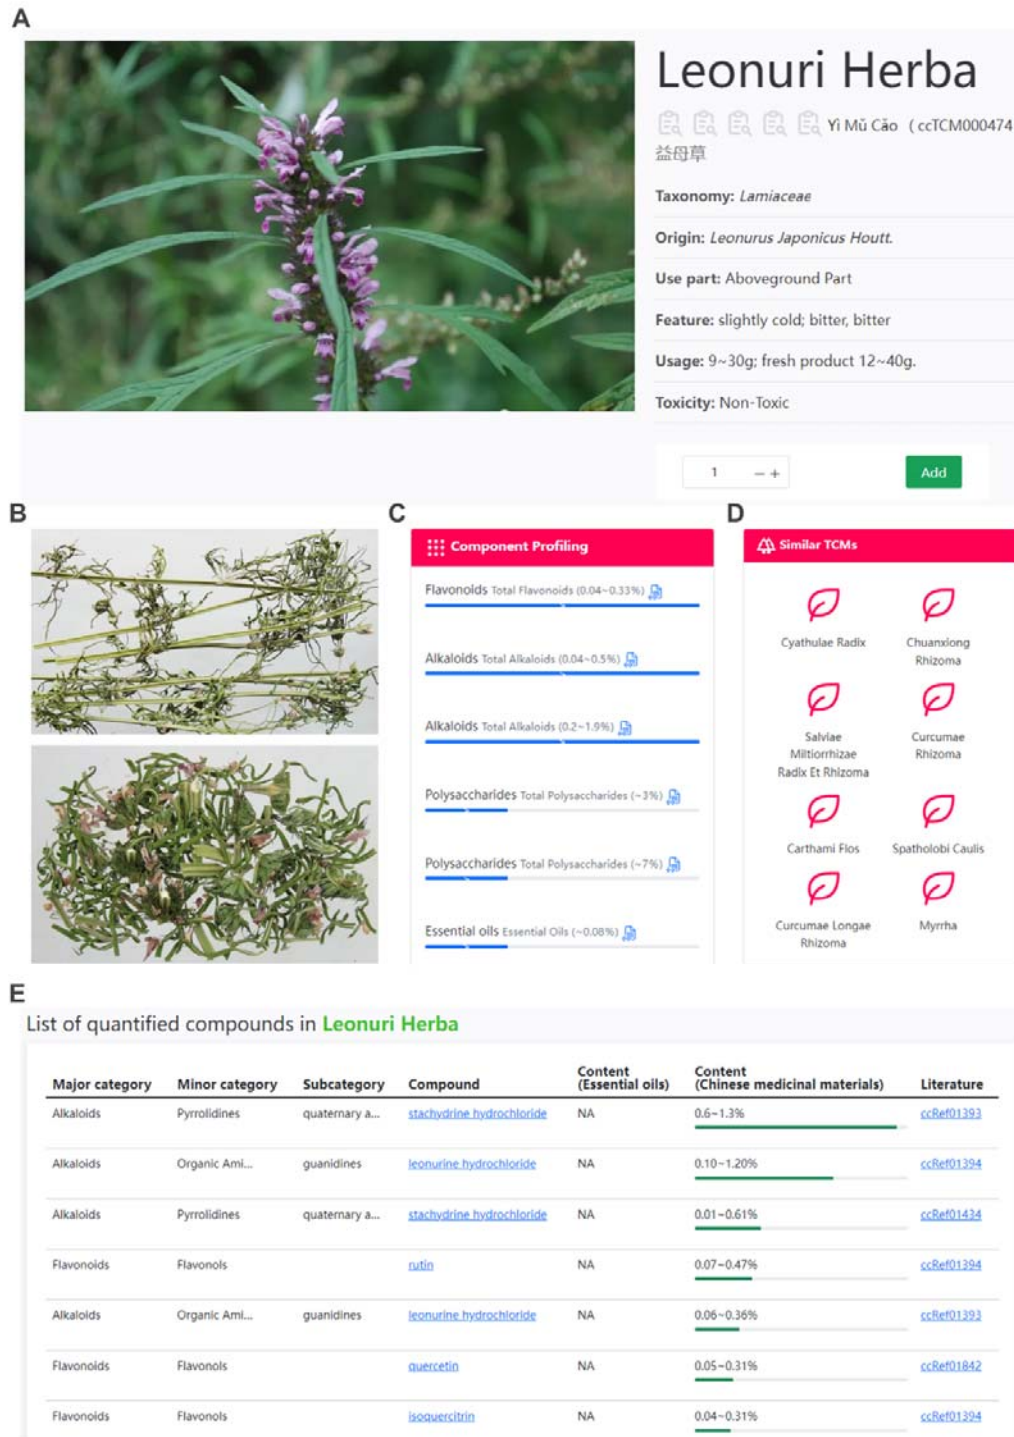 A
Leonuri Herba
Yì Mǔ Cǎo ( ccTCM000474
益母草
Taxonomy: Lamiaceae
Origin: Leonurus Japonicus Houtt.
Use part: Aboveground Part
Feature: slightly cold; bitter, bitter
Usage: 9~30g; fresh product 12~40g.
Toxicity: Non-Toxic
1 − + Add
B
C
Component Profiling
Flavonoids Total Flavonoids (0.04~0.33%)
Alkaloids Total Alkaloids (0.04~0.5%)
Alkaloids Total Alkaloids (0.2~1.9%)
Polysaccharides Total Polysaccharides (~3%)
Polysaccharides Total Polysaccharides (~7%)
Essential oils Essential Oils (~0.08%)
D
Similar TCMs
Cyathulae Radix
Chuanxiong
Rhizoma
Salviae
Miltiorrhizae
Radix Et Rhizoma
Curcumae
Rhizoma
Carthami Flos
Spatholobi Caulis
Curcumae Longae
Rhizoma
Myrrha
E
List of quantified compounds in Leonuri Herba
Major category Minor category Subcategory Compound Content (Essential oils) Content (Chinese medicinal materials) Literature
Alkaloids Pyrrolidines quaternary a... stachydrine hydrochloride NA 0.6~1.3% ccRef01393
Alkaloids Organic Ami... guanidines leonurine hydrochloride NA 0.10~1.20% ccRef01394
Alkaloids Pyrrolidines quaternary a... stachydrine hydrochloride NA 0.01~0.61% ccRef01434
Flavonoids Flavonols rutin NA 0.07~0.47% ccRef01394
Alkaloids Organic Ami... guanidines leonurine hydrochloride NA 0.06~0.36% ccRef01393
Flavonoids Flavonols quercetin NA 0.05~0.31% ccRef01842
Flavonoids Flavonols isoquercitrin NA 0.04~0.31% ccRef01394